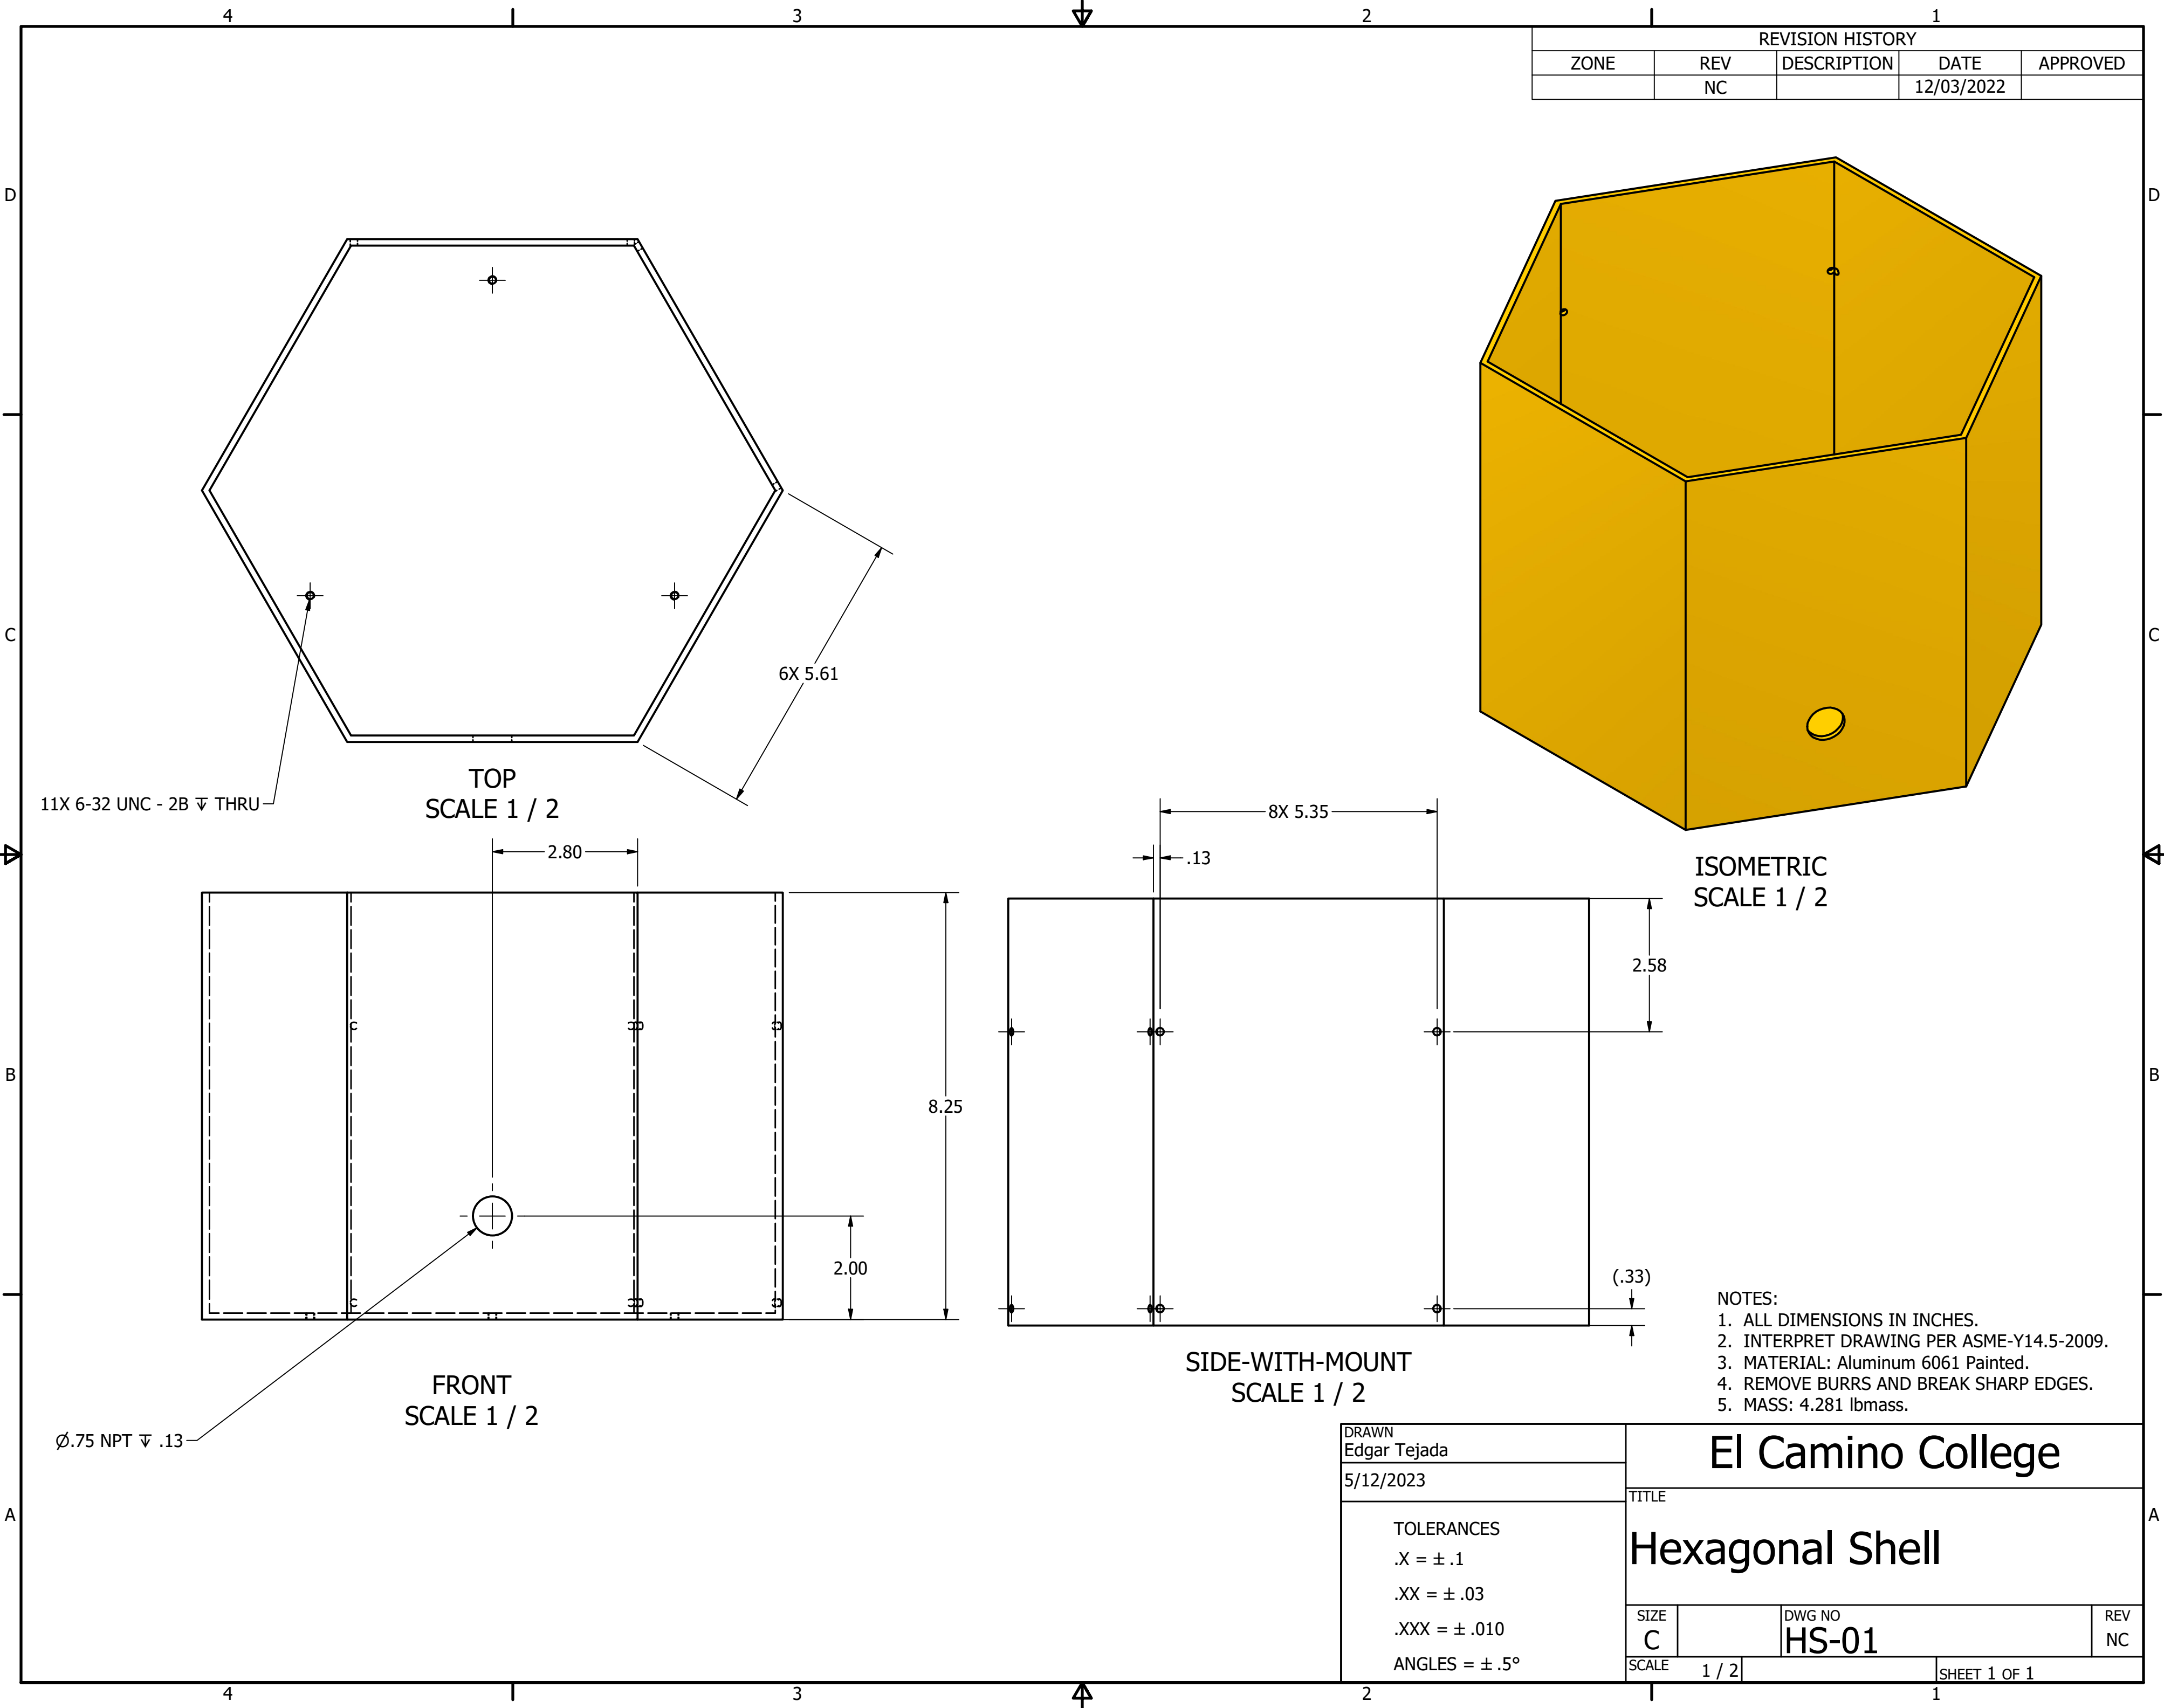 4 3 2 1
REVISION HISTORY
ZONE REV DESCRIPTION DATE APPROVED
NC 12/03/2022
D D
6X 5.61
C C
TOP
SCALE 1 / 2
11X 6-32 UNC - 2B ↧ THRU
8X 5.35
2.80
.13
ISOMETRIC
SCALE 1 / 2
2.58
B B
8.25
2.00
(.33)
SIDE-WITH-MOUNT
SCALE 1 / 2
FRONT
SCALE 1 / 2
Ø.75 NPT ↧ .13
NOTES:
1. ALL DIMENSIONS IN INCHES.
2. INTERPRET DRAWING PER ASME-Y14.5-2009.
3. MATERIAL: Aluminum 6061 Painted.
4. REMOVE BURRS AND BREAK SHARP EDGES.
5. MASS: 4.281 lbmass.
DRAWN
Edgar Tejada
5/12/2023
El Camino College
A A
TITLE
Hexagonal Shell
TOLERANCES
.X = ± .1
.XX = ± .03
.XXX = ± .010
ANGLES = ± .5°
SIZE
C
DWG NO
HS-01
REV
NC
SCALE 1 / 2
SHEET 1 OF 1
4 3 2 1